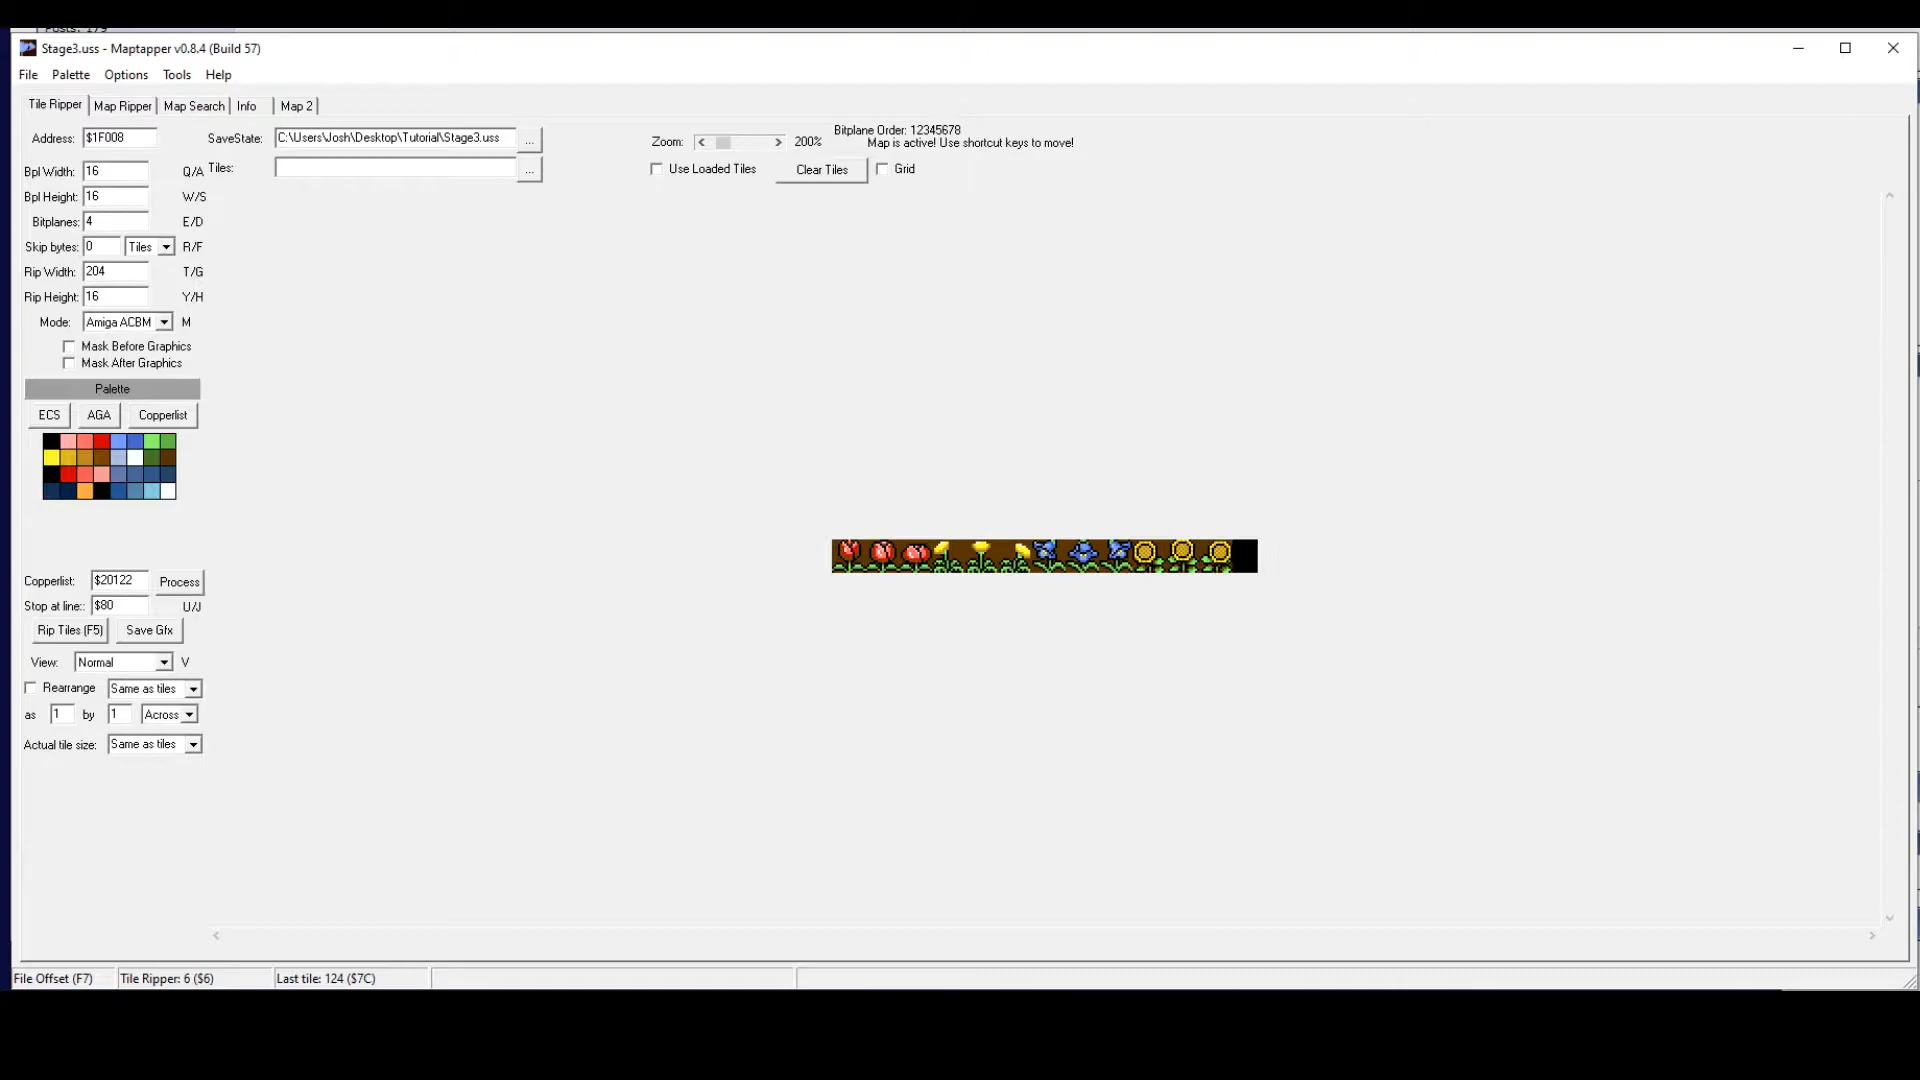 Posts: 179
Stage3.uss - Maptapper v0.8.4 (Build 57)
File Palette Options Tools Help
Tile Ripper Map Ripper Map Search Info Map 2
Address: $1F008 SaveState: C:\Users\Josh\Desktop\Tutorial\Stage3.uss ...
Zoom: < > 200% Bitplane Order: 12345678
Map is active! Use shortcut keys to move!
Bpl Width: 16 Q/A Tiles: ... Use Loaded Tiles Clear Tiles Grid
Bpl Height: 16 W/S
Bitplanes: 4 E/D
Skip bytes: 0 Tiles R/F
Rip Width: 204 T/G
Rip Height: 16 Y/H
Mode: Amiga ACBM M
Mask Before Graphics
Mask After Graphics
Palette
ECS AGA Copperlist
Copperlist: $20122 Process
Stop at line:: $80 U/J
Rip Tiles (F5) Save Gfx
View: Normal V
Rearrange Same as tiles
as 1 by 1 Across
Actual tile size: Same as tiles
File Offset (F7) Tile Ripper: 6 ($6) Last tile: 124 ($7C)